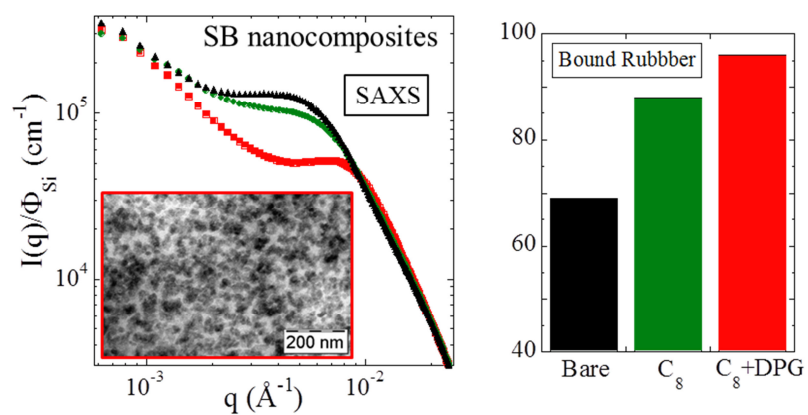 SB nanocomposites
SAXS
I(q)/Φ_Si (cm⁻¹)
10⁵
10⁴
200 nm
10⁻³
10⁻²
q (Å⁻¹)
Bound Rubbber
100
80
60
40
Bare
C₈
C₈+DPG